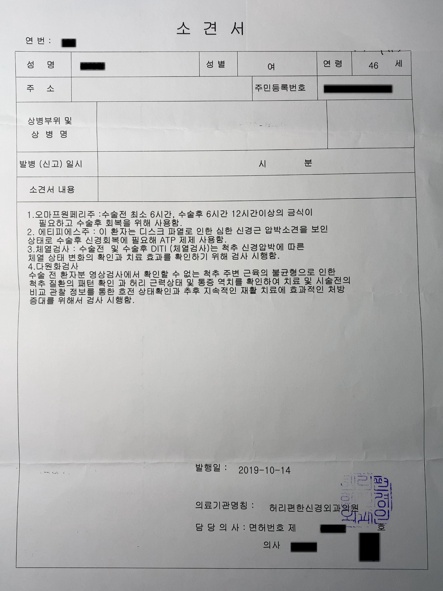 소 견 서
연 번 :
성 명 성 별 여 연 령 46 세
주 소 주민등록번호
상병부위 및
상 병 명
발병 (신고) 일시 시 분
소견서 내용
1.오마프원페리주 :수술전 최소 6시간, 수술후 6시간 12시간이상의 금식이
필요하고 수술후 회복을 위해 사용함.
2. 에티피에스주 : 이 환자는 디스크 파열로 인한 심한 신경근 압박소견을 보인
상태로 수술후 신경회복에 필요해 ATP 제제 사용함.
3.체열검사 : 수술전 및 수술후 DITI (체열검사)는 척추 신경압박에 따른
체열 상태 변화의 확인과 치료 효과를 확인하기 위해 검사 시행함.
4.다원화검사
수술 전 환자분 영상검사에서 확인할 수 없는 척추 주변 근육의 불균형으로 인한
척추 질환의 패턴 확인 과 허리 근력상태 및 통증 역치를 확인하여 치료 및 시술전의
비교 관찰 정보를 통한 호전 상태확인과 추후 지속적인 재활 치료에 효과적인 처방
증대를 위해서 검사 시행함.
발행일 : 2019-10-14
의료기관명칭 : 허리편한신경외과의원
담 당 의 사 : 면허번호 제 호
의사